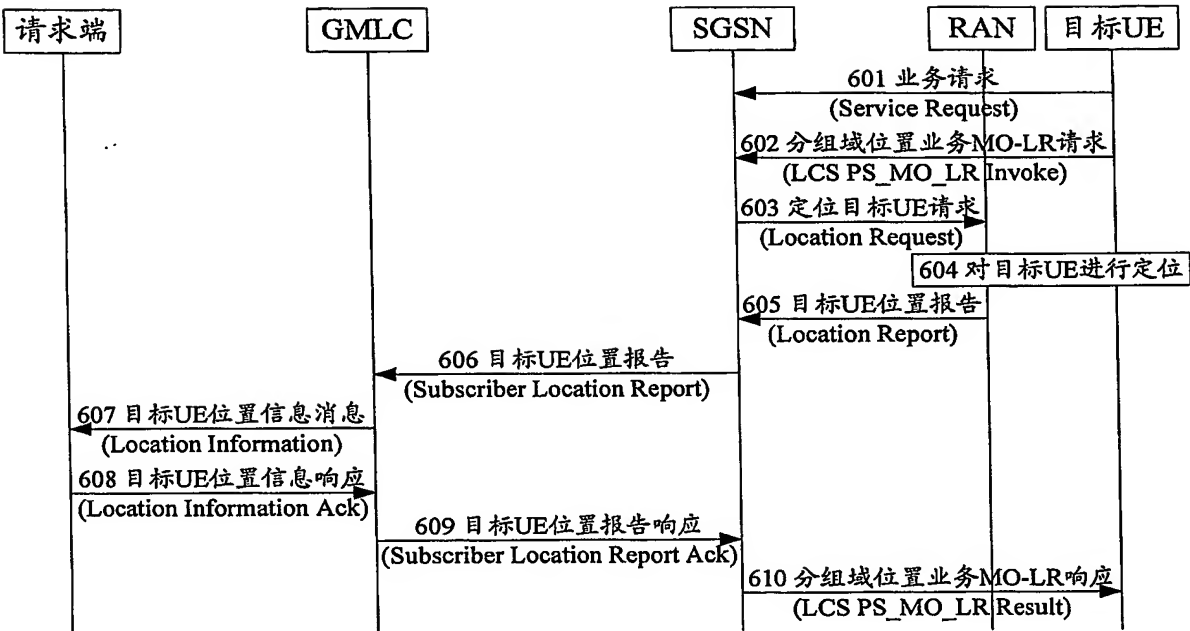 请求端
GMLC
SGSN
RAN
目标UE
601 业务请求
(Service Request)
602 分组域位置业务MO-LR请求
(LCS PS_MO_LR Invoke)
603 定位目标UE请求
(Location Request)
604 对目标UE进行定位
605 目标UE位置报告
(Location Report)
606 目标UE位置报告
(Subscriber Location Report)
607 目标UE位置信息消息
(Location Information)
608 目标UE位置信息响应
(Location Information Ack)
609 目标UE位置报告响应
(Subscriber Location Report Ack)
610 分组域位置业务MO-LR响应
(LCS PS_MO_LR Result)